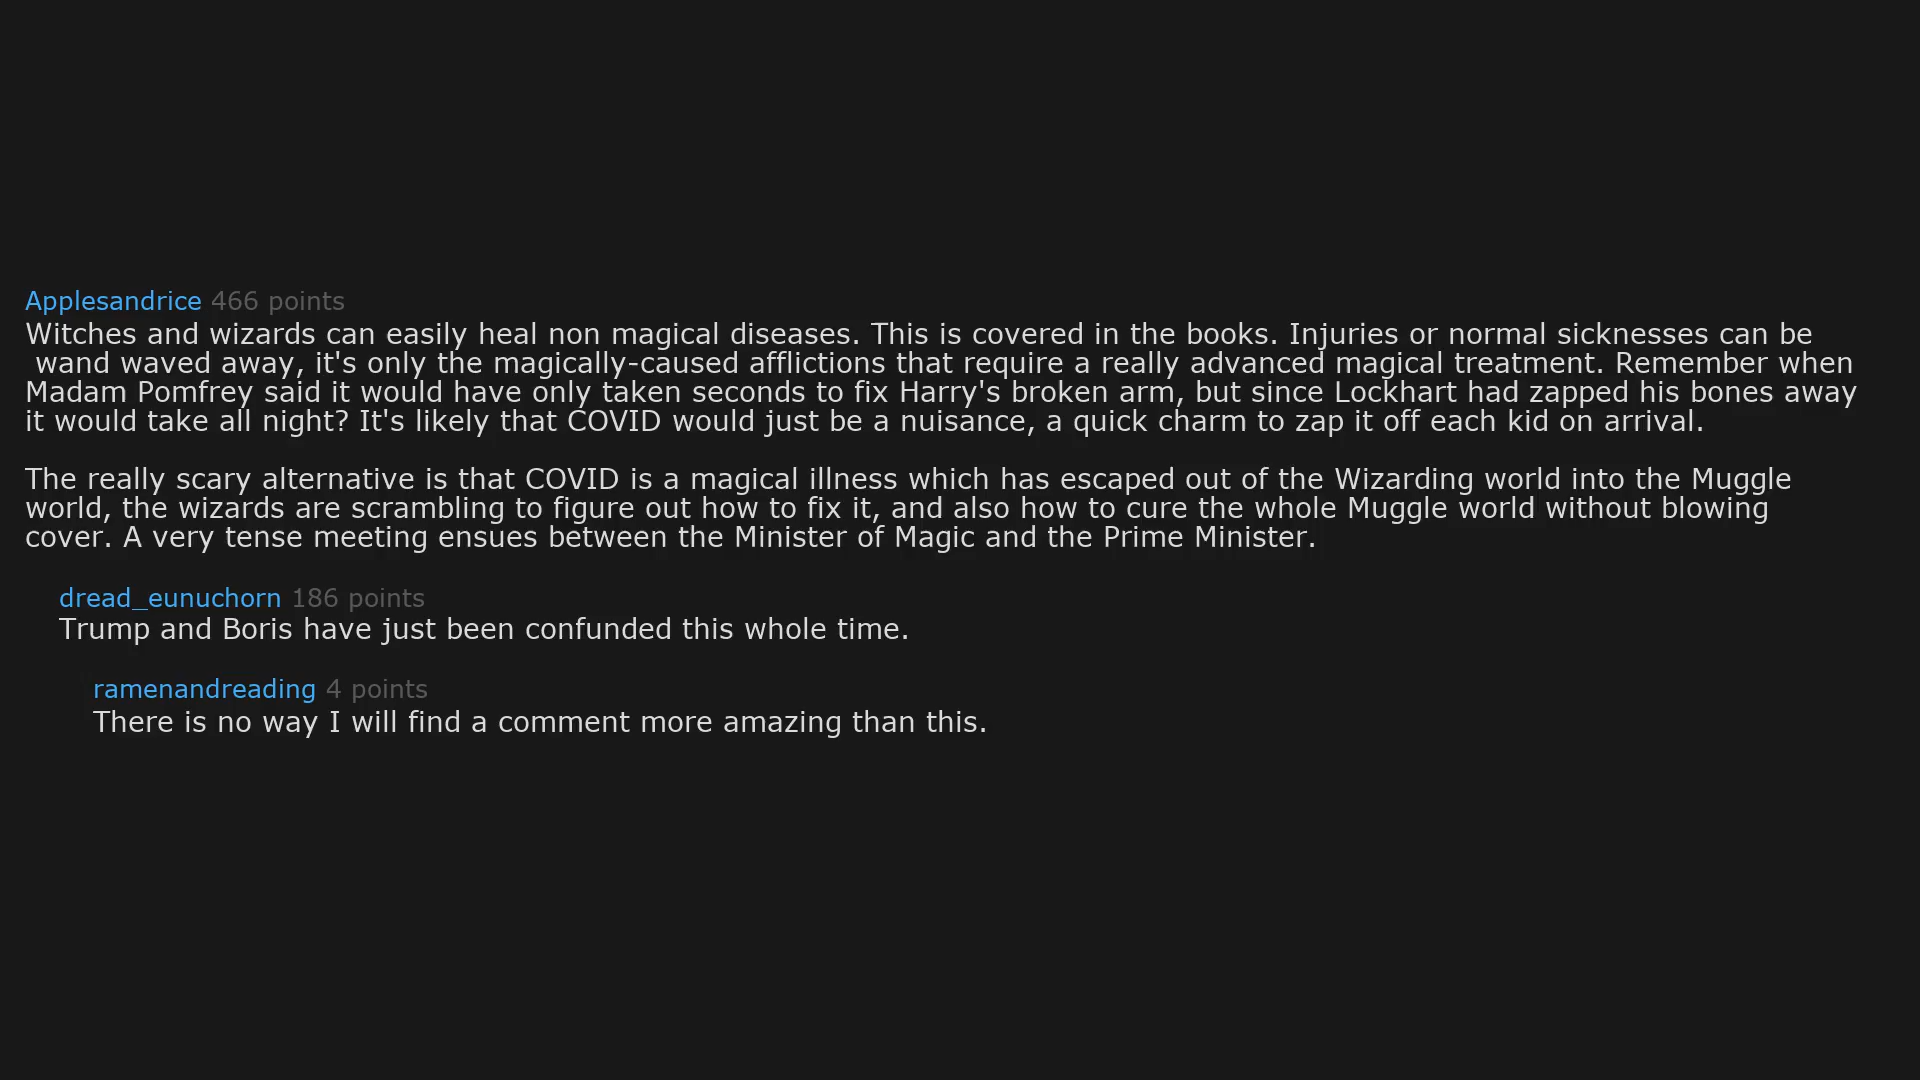 Applesandrice 466 points
Witches and wizards can easily heal non magical diseases. This is covered in the books. Injuries or normal sicknesses can be
wand waved away, it's only the magically-caused afflictions that require a really advanced magical treatment. Remember when
Madam Pomfrey said it would have only taken seconds to fix Harry's broken arm, but since Lockhart had zapped his bones away
it would take all night? It's likely that COVID would just be a nuisance, a quick charm to zap it off each kid on arrival.
The really scary alternative is that COVID is a magical illness which has escaped out of the Wizarding world into the Muggle
world, the wizards are scrambling to figure out how to fix it, and also how to cure the whole Muggle world without blowing
cover. A very tense meeting ensues between the Minister of Magic and the Prime Minister.
dread_eunuchorn 186 points
Trump and Boris have just been confunded this whole time.
ramenandreading 4 points
There is no way I will find a comment more amazing than this.